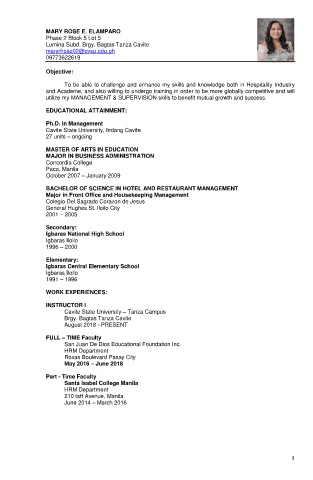 MARY ROSE E. ELAMPARO
Phase 2 Block 5 Lot 5
Lumina Subd. Brgy. Bagtas Tanza Cavite
maryrose02@cvsu.edu.ph
09773622619
Objective:
To be able to challenge and enhance my skills and knowledge both in Hospitality Industry
and Academe, and also willing to undergo training in order to be more globally competitive and will
utilize my MANAGEMENT & SUPERVISION skills to benefit mutual growth and success.
EDUCATIONAL ATTAINMENT:
Ph.D. in Management
Cavite State University, Indang Cavite
27 units – ongoing
MASTER OF ARTS IN EDUCATION
MAJOR IN BUSINESS ADMINISTRATION
Concordia College
Paco, Manila
October 2007 – January 2009
BACHELOR OF SCIENCE IN HOTEL AND RESTAURANT MANAGEMENT
Major in Front Office and Housekeeping Management
Colegio Del Sagrado Corazon de Jesus
General Hughes St. Iloilo City
2001 – 2005
Secondary:
Igbaras National High School
Igbaras Iloilo
1996 – 2000
Elementary:
Igbaras Central Elementary School
Igbaras Iloilo
1991 – 1996
WORK EXPERIENCES:
INSTRUCTOR I
Cavite State University – Tanza Campus
Brgy. Bagtas Tanza Cavite
August 2018 - PRESENT
FULL – TIME Faculty
San Juan De Dios Educational Foundation Inc.
HRM Department
Roxas Boulevard Pasay City
May 2016 – June 2018
Part - Time Faculty
Santa Isabel College Manila
HRM Department
210 taft Avenue, Manila
June 2014 – March 2016
1